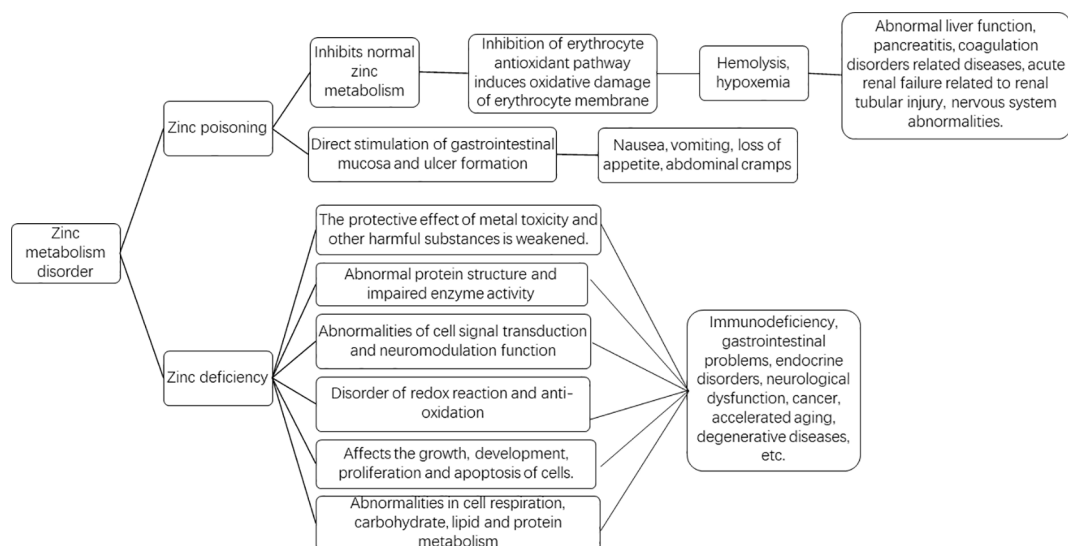 Zinc
metabolism
disorder
Zinc poisoning
Inhibits normal
zinc
metabolism
Inhibition of erythrocyte
antioxidant pathway
induces oxidative damage
of erythrocyte membrane
Hemolysis,
hypoxemia
Abnormal liver function,
pancreatitis, coagulation
disorders related diseases, acute
renal failure related to renal
tubular injury, nervous system
abnormalities.
Direct stimulation of gastrointestinal
mucosa and ulcer formation
Nausea, vomiting, loss of
appetite, abdominal cramps
Zinc deficiency
The protective effect of metal toxicity and
other harmful substances is weakened.
Abnormal protein structure and
impaired enzyme activity
Abnormalities of cell signal transduction
and neuromodulation function
Disorder of redox reaction and anti-
oxidation
Affects the growth, development,
proliferation and apoptosis of cells.
Abnormalities in cell respiration,
carbohydrate, lipid and protein
metabolism
Immunodeficiency,
gastrointestinal
problems, endocrine
disorders, neurological
dysfunction, cancer,
accelerated aging,
degenerative diseases,
etc.